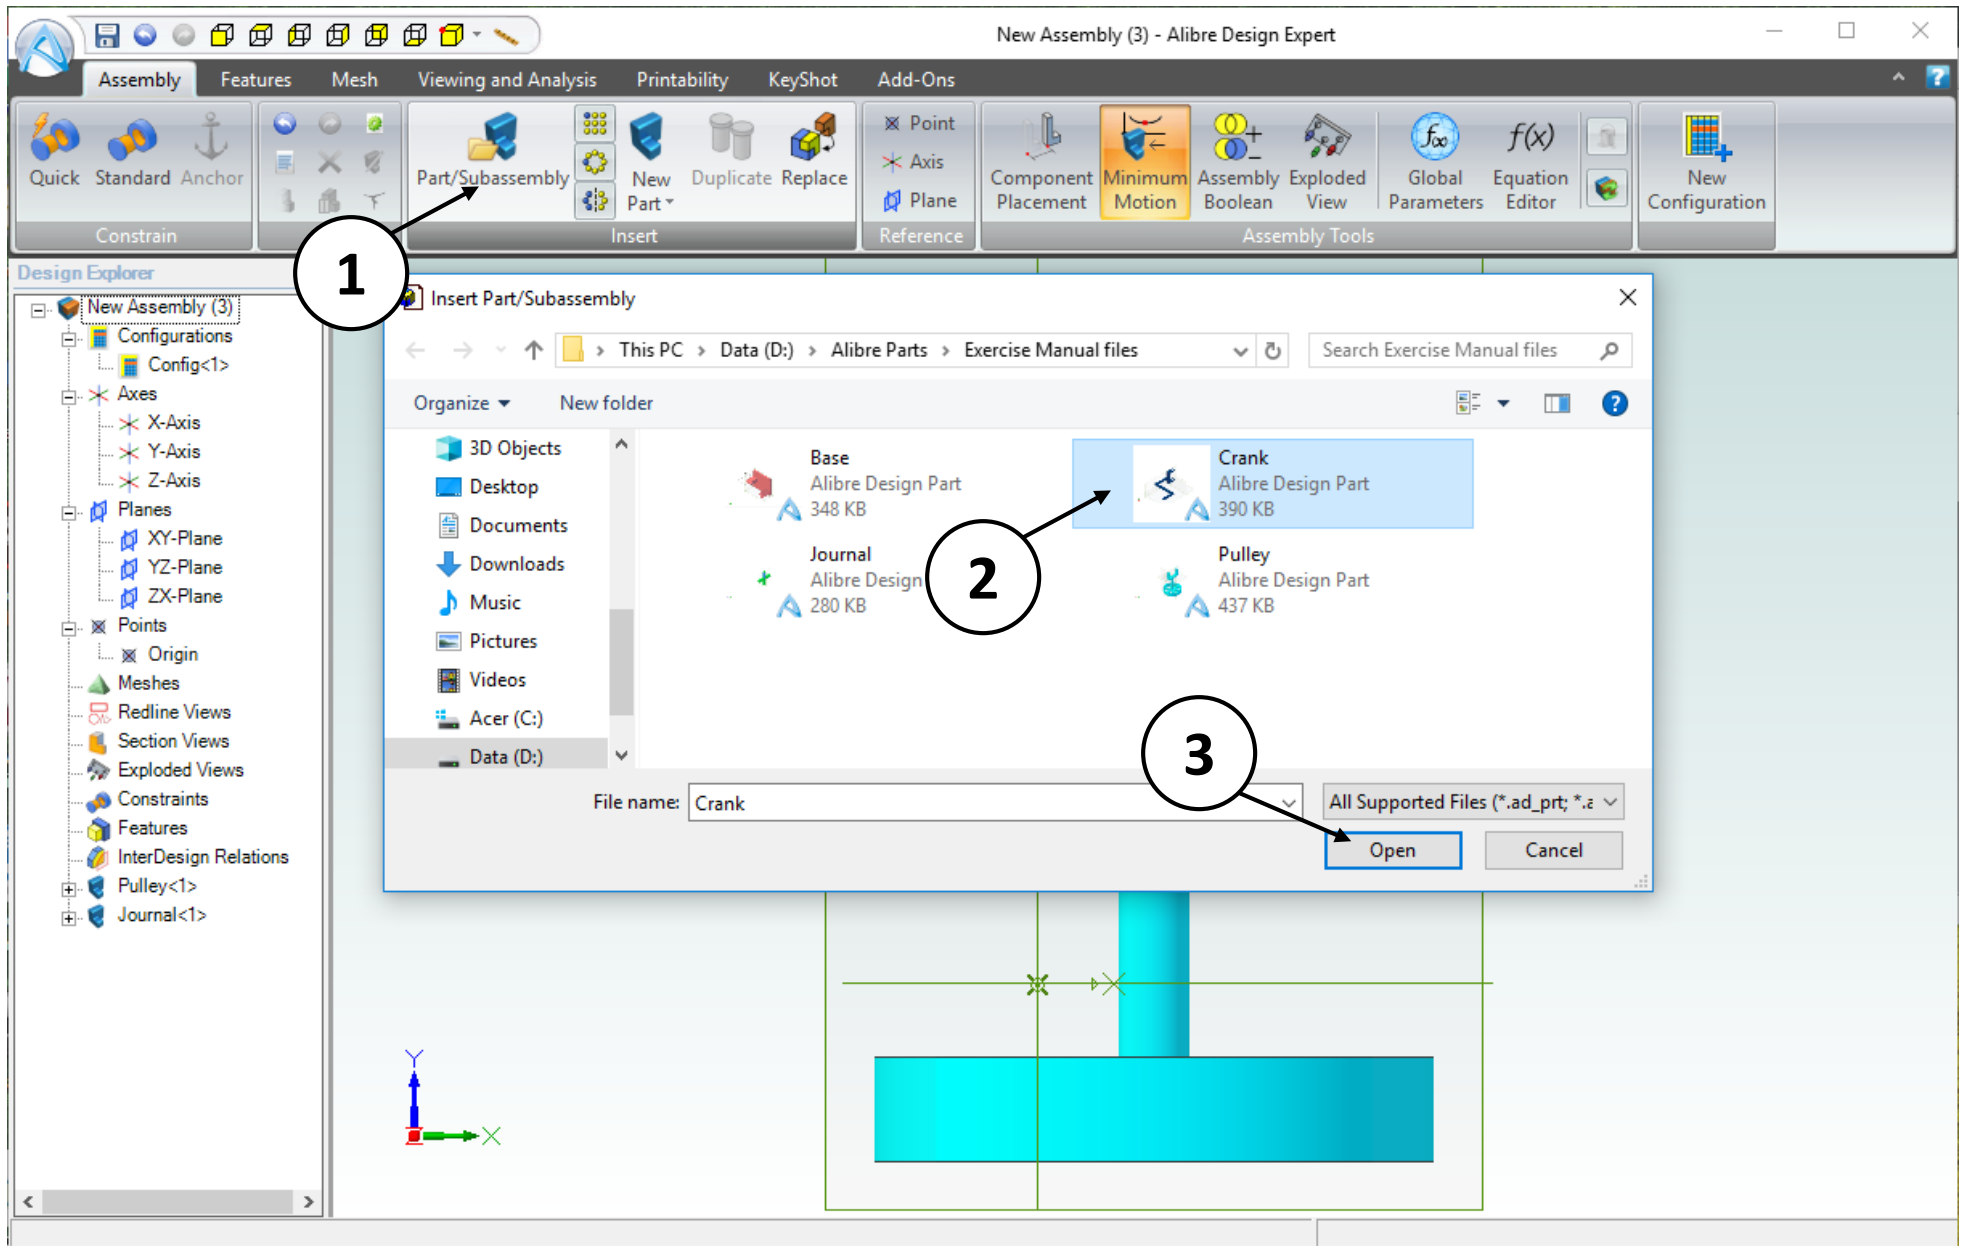 New Assembly (3) - Alibre Design Expert
Assembly Features Mesh Viewing and Analysis Printability KeyShot Add-Ons
Quick Standard Anchor
Constrain
Part/Subassembly
New Part
Duplicate Replace
Insert
Point
Axis
Plane
Reference
Component Placement
Minimum Motion
Assembly Boolean
Exploded View
Global Parameters
f(x)
Equation Editor
Assembly Tools
New Configuration
1
Design Explorer
New Assembly (3)
Configurations
Config<1>
Axes
X-Axis
Y-Axis
Z-Axis
Planes
XY-Plane
YZ-Plane
ZX-Plane
Points
Origin
Meshes
Redline Views
Section Views
Exploded Views
Constraints
Features
InterDesign Relations
Pulley<1>
Journal<1>
Insert Part/Subassembly
This PC > Data (D:) > Alibre Parts > Exercise Manual files
Search Exercise Manual files
Organize New folder
3D Objects
Desktop
Documents
Downloads
Music
Pictures
Videos
Acer (C:)
Data (D:)
Base
Alibre Design Part
348 KB
Crank
Alibre Design Part
390 KB
Journal
Alibre Design
280 KB
Pulley
Alibre Design Part
437 KB
2
3
File name: Crank
All Supported Files (*.ad_prt; *.a
Open Cancel
Y
X